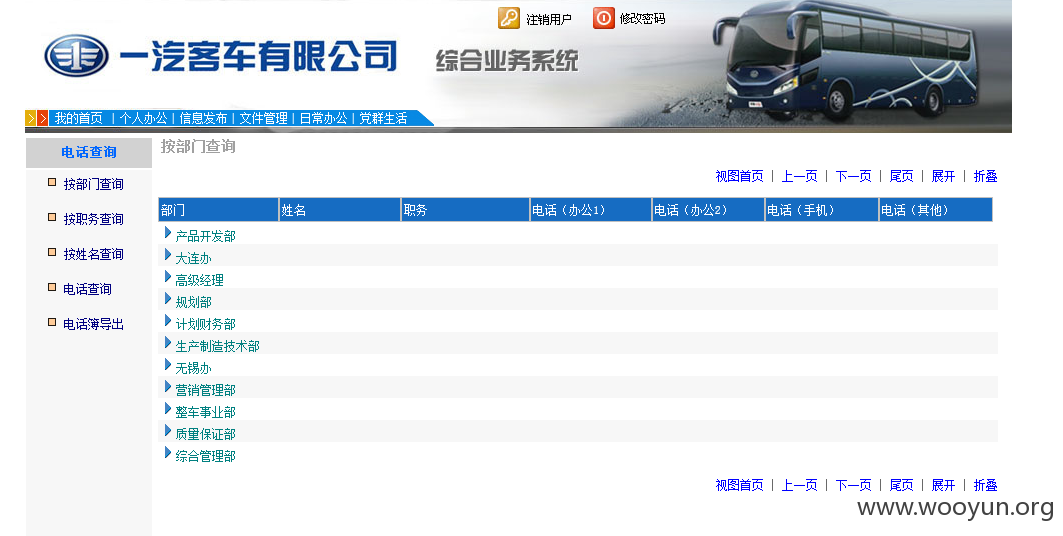 注销用户 修改密码
一汽客车有限公司 综合业务系统
我的首页 | 个人办公 | 信息发布 | 文件管理 | 日常办公 | 党群生活
电话查询
按部门查询
按职务查询
按姓名查询
电话查询
电话簿导出
按部门查询
视图首页 | 上一页 | 下一页 | 尾页 | 展开 | 折叠
部门 姓名 职务 电话（办公1） 电话（办公2） 电话（手机） 电话（其他）
产品开发部
大连办
高级经理
规划部
计划财务部
生产制造技术部
无锡办
营销管理部
整车事业部
质量保证部
综合管理部
视图首页 | 上一页 | 下一页 | 尾页 | 展开 | 折叠
www.wooyun.org